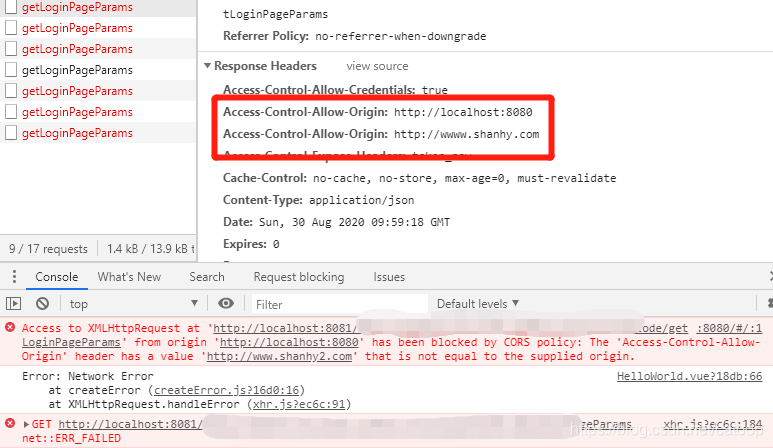 getLoginPageParams
getLoginPageParams
getLoginPageParams
getLoginPageParams
getLoginPageParams
getLoginPageParams
getLoginPageParams
9 / 17 requests
1.4 kB / 13.9 kB t
tLoginPageParams
Referrer Policy: no-referrer-when-downgrade
Response Headers view source
Access-Control-Allow-Credentials: true
Access-Control-Allow-Origin: http://localhost:8080
Access-Control-Allow-Origin: http://wwww.shanhy.com
Access-Control-Expose-Headers:
Cache-Control: no-cache, no-store, max-age=0, must-revalidate
Content-Type: application/json
Date: Sun, 30 Aug 2020 09:59:18 GMT
Expires: 0
Console What's New Search Request blocking Issues
top Filter Default levels
Access to XMLHttpRequest at 'http://localhost:8081/ ode/get :8080/#/:1
LoginPageParams' from origin 'http://localhost:8080' has been blocked by CORS policy: The 'Access-Control-Allow-
Origin' header has a value 'http://www.shanhy2.com' that is not equal to the supplied origin.
Error: Network Error HelloWorld.vue?18db:66
at createError (createError.js?16d0:16)
at XMLHttpRequest.handleError (xhr.js?ec6c:91)
GET http://localhost:8081/ eParams xhr.js?ec6c:184
net::ERR_FAILED